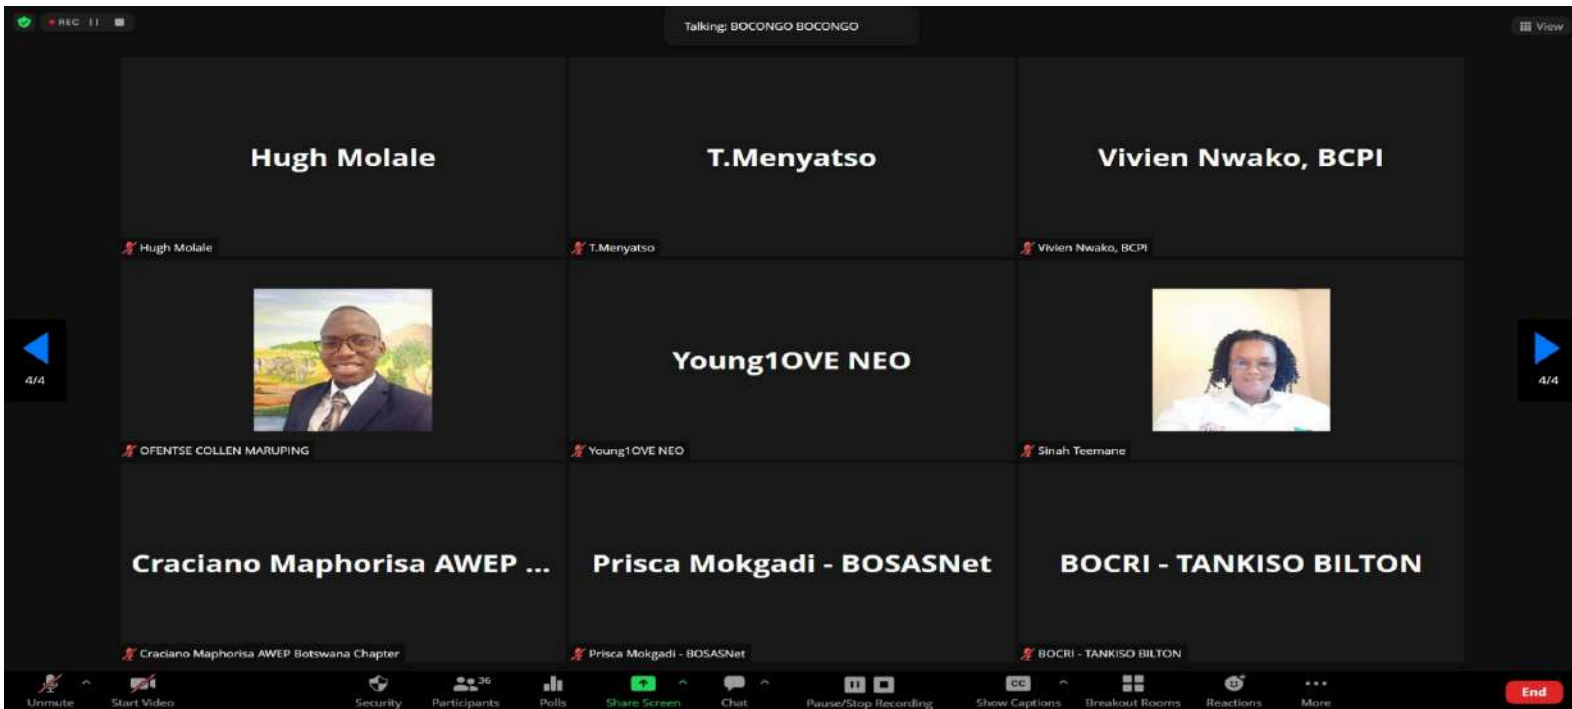 REC
Talking: BOCONGO BOCONGO
View
Hugh Molale
T.Menyatso
Vivien Nwako, BCPI
Hugh Molale
T.Menyatso
Vivien Nwako, BCPI
4/4
Young1OVE NEO
4/4
OFENTSE COLLEN MARUPING
Young1OVE NEO
Sinah Teemane
Craciano Maphorisa AWEP ...
Prisca Mokgadi - BOSASNet
BOCRI - TANKISO BILTON
Craciano Maphorisa AWEP Botswana Chapter
Prisca Mokgadi - BOSASNet
BOCRI - TANKISO BILTON
36
CC
Unmute
Start Video
Security
Participants
Polls
Share Screen
Chat
Pause/Stop Recording
Show Captions
Breakout Rooms
Reactions
More
End